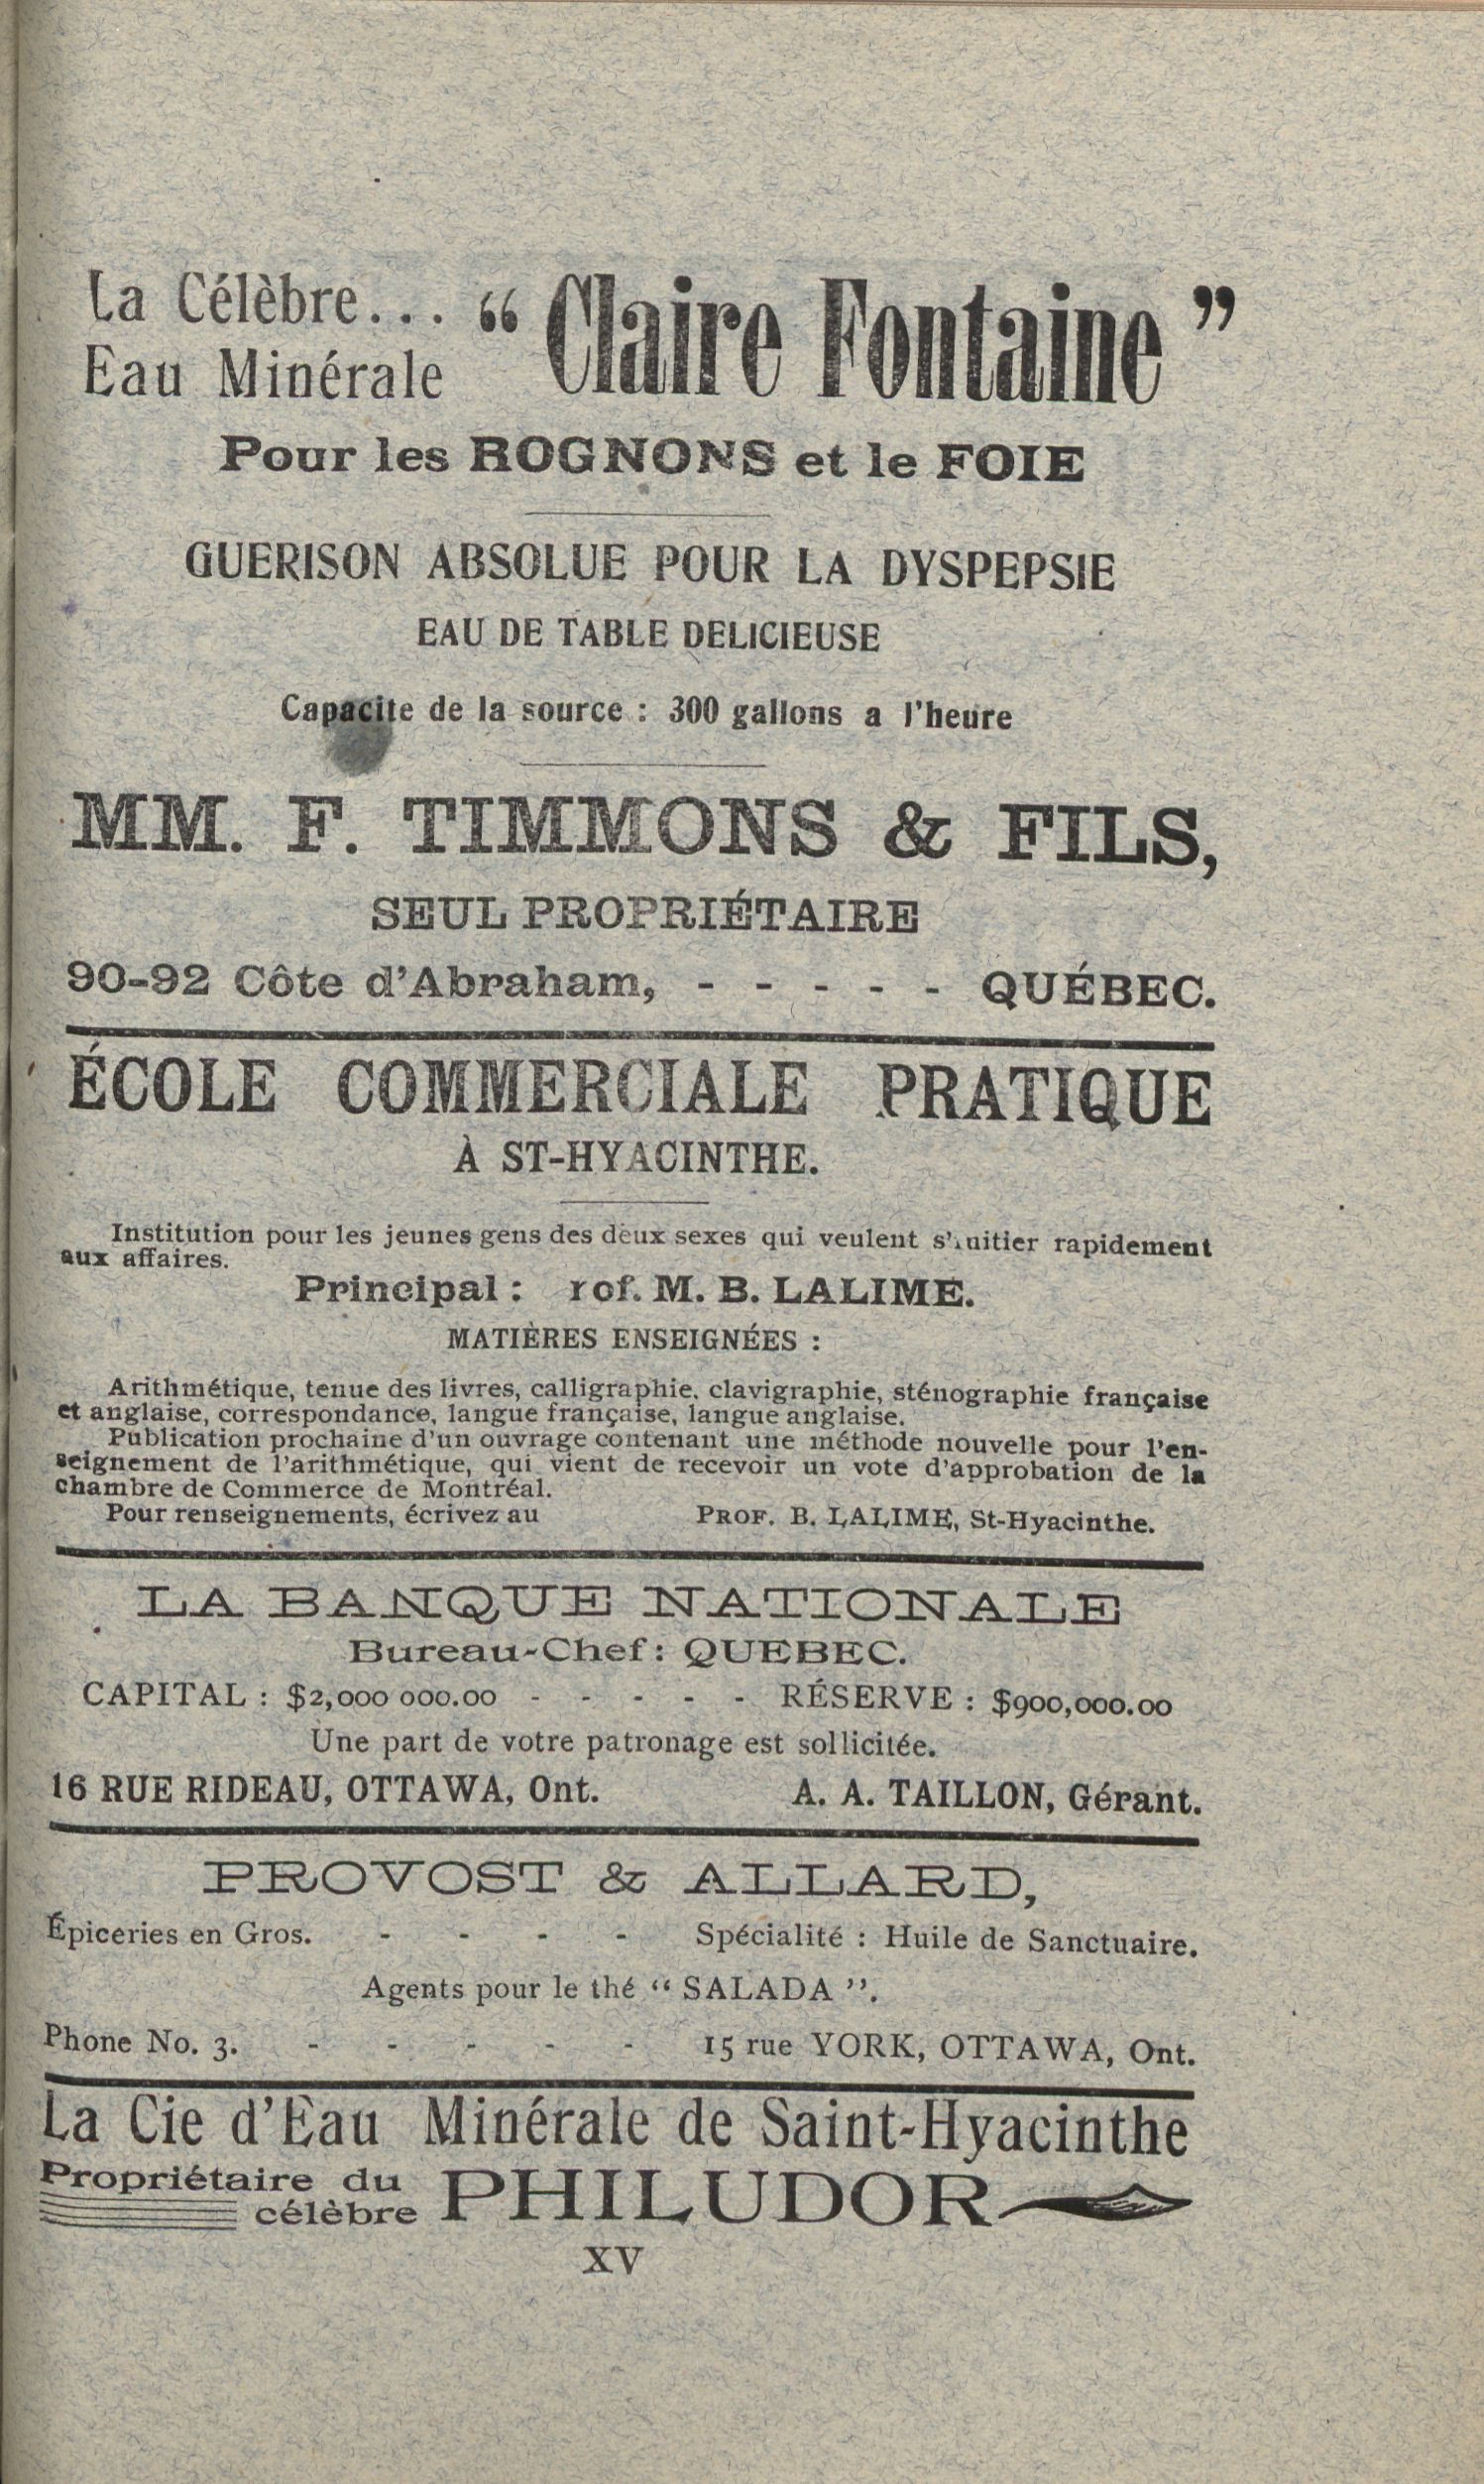 La Célèbre... Eau Minérale “Claire Fontaine”
Pour les ROGNONS et le FOIE
GUERISON ABSOLUE POUR LA DYSPEPSIE
EAU DE TABLE DELICIEUSE
Capacite de la source : 300 gallons a l'heure
MM. F. TIMMONS & FILS,
SEUL PROPRIÉTAIRE
90-92 Côte d'Abraham, - - - - - QUÉBEC.
ÉCOLE COMMERCIALE PRATIQUE
À ST-HYACINTHE.
Institution pour les jeunes gens des deux sexes qui veulent s'initier rapidement
aux affaires.
Principal : rof. M. B. LALIME.
MATIÈRES ENSEIGNÉES :
Arithmétique, tenue des livres, calligraphie, clavigraphie, sténographie française
et anglaise, correspondance, langue française, langue anglaise.
Publication prochaine d'un ouvrage contenant une méthode nouvelle pour l'en-
seignement de l'arithmétique, qui vient de recevoir un vote d'approbation de la
chambre de Commerce de Montréal.
Pour renseignements, écrivez au PROF. B. LALIME, St-Hyacinthe.
LA BANQUE NATIONALE
Bureau-Chef : QUEBEC.
CAPITAL : $2,000 000.00 - - - - - RÉSERVE : $900,000.00
Une part de votre patronage est sollicitée.
16 RUE RIDEAU, OTTAWA, Ont. A. A. TAILLON, Gérant.
PROVOST & ALLARD,
Épiceries en Gros. - - - - Spécialité : Huile de Sanctuaire.
Agents pour le thé “ SALADA ”.
Phone No. 3. - - - - - 15 rue YORK, OTTAWA, Ont.
La Cie d'Eau Minérale de Saint-Hyacinthe
Propriétaire du célèbre PHILUDOR
XV